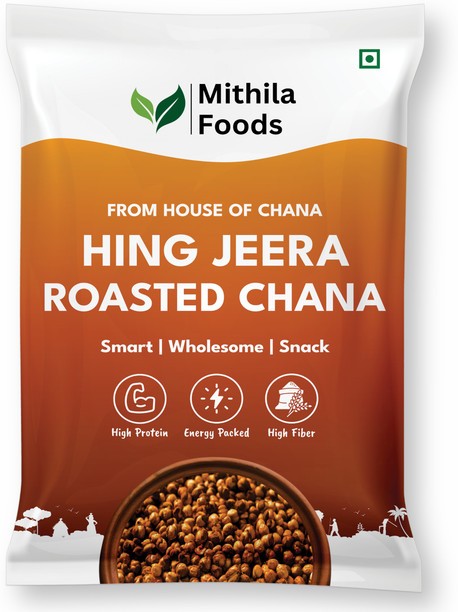 Mithila
Foods
FROM HOUSE OF CHANA
HING JEERA
ROASTED CHANA
Smart | Wholesome | Snack
High Protein
Energy Packed
High Fiber